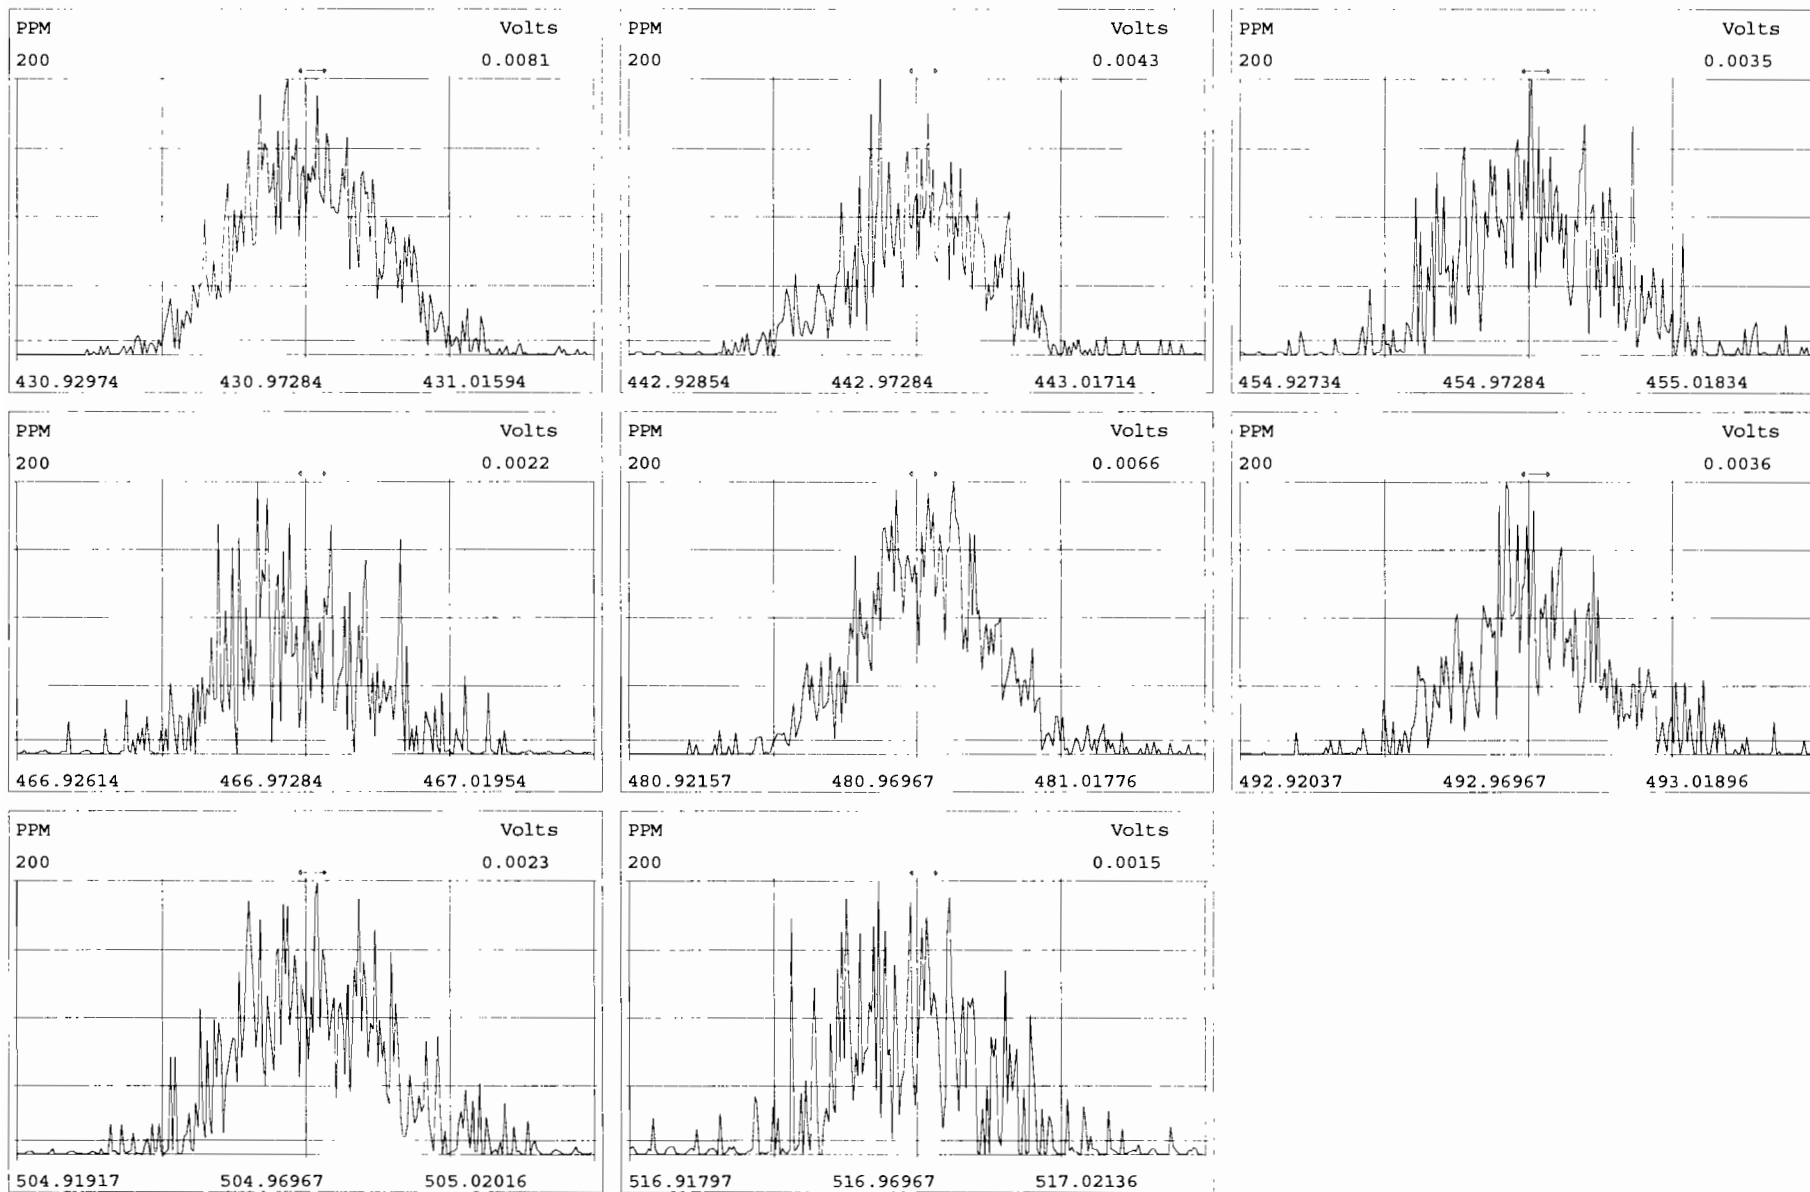 PPM Volts
200 0.0081
430.92974 430.97284 431.01594
PPM Volts
200 0.0043
442.92854 442.97284 443.01714
PPM Volts
200 0.0035
454.92734 454.97284 455.01834
PPM Volts
200 0.0022
466.92614 466.97284 467.01954
PPM Volts
200 0.0066
480.92157 480.96967 481.01776
PPM Volts
200 0.0036
492.92037 492.96967 493.01896
PPM Volts
200 0.0023
504.91917 504.96967 505.02016
PPM Volts
200 0.0015
516.91797 516.96967 517.02136